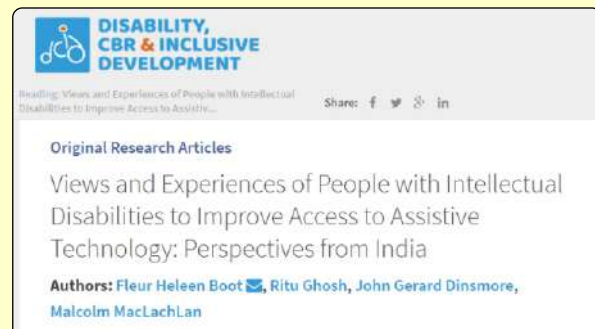 DISABILITY,
CBR & INCLUSIVE
DEVELOPMENT
Reading: Views and Experiences of People with Intellectual
Disabilities to Improve Access to Assistiv...
Share:
Original Research Articles
Views and Experiences of People with Intellectual
Disabilities to Improve Access to Assistive
Technology: Perspectives from India
Authors: Fleur Heleen Boot, Ritu Ghosh, John Gerard Dinsmore,
Malcolm MacLachLan